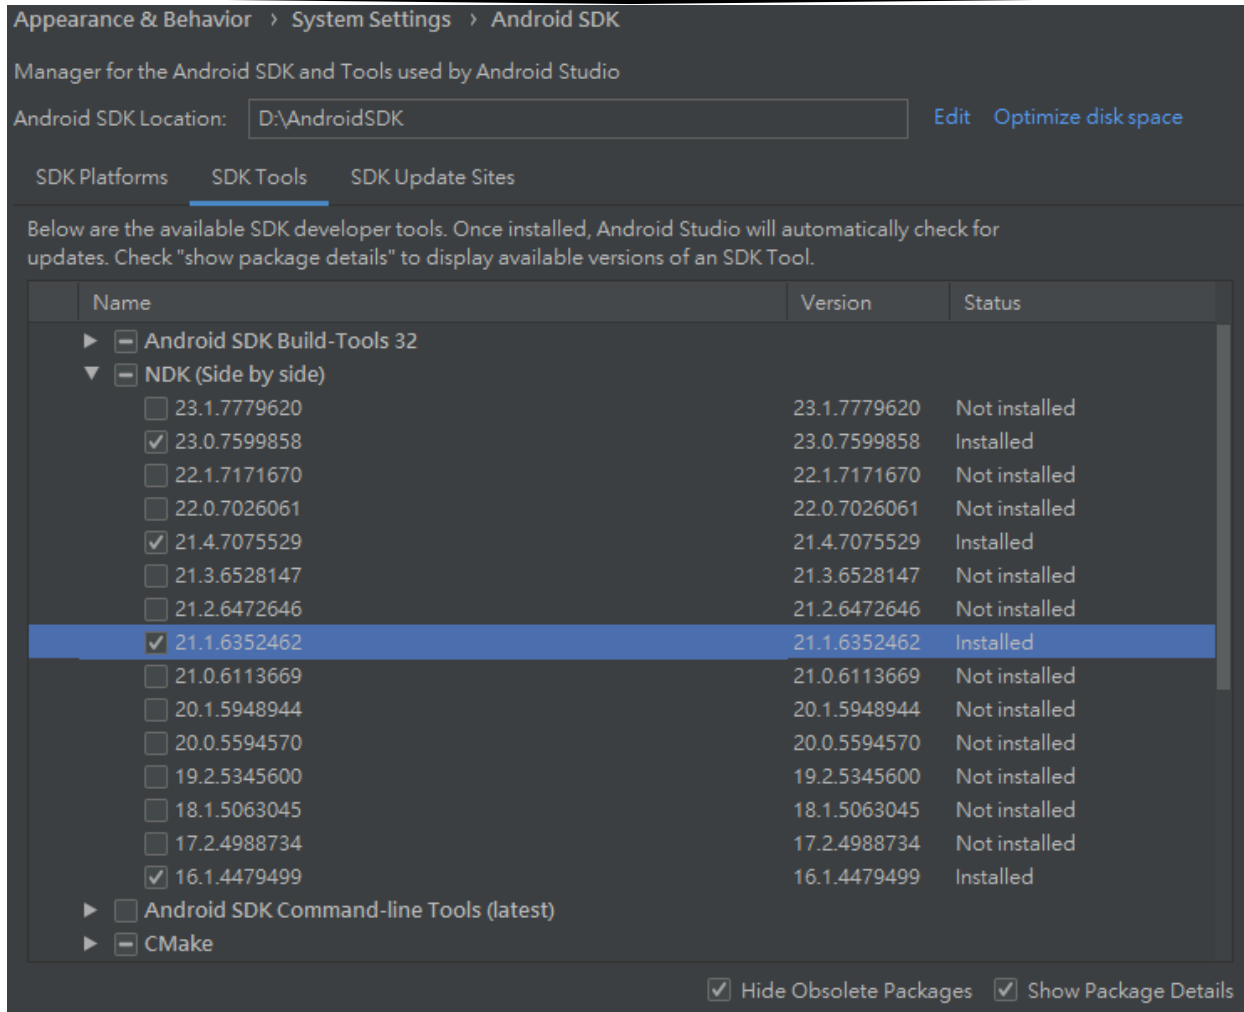 Appearance & Behavior › System Settings › Android SDK
Manager for the Android SDK and Tools used by Android Studio
Android SDK Location: D:\AndroidSDK Edit Optimize disk space
SDK Platforms SDK Tools SDK Update Sites
Below are the available SDK developer tools. Once installed, Android Studio will automatically check for
updates. Check "show package details" to display available versions of an SDK Tool.
Name Version Status
Android SDK Build-Tools 32
NDK (Side by side)
23.1.7779620 23.1.7779620 Not installed
23.0.7599858 23.0.7599858 Installed
22.1.7171670 22.1.7171670 Not installed
22.0.7026061 22.0.7026061 Not installed
21.4.7075529 21.4.7075529 Installed
21.3.6528147 21.3.6528147 Not installed
21.2.6472646 21.2.6472646 Not installed
21.1.6352462 21.1.6352462 Installed
21.0.6113669 21.0.6113669 Not installed
20.1.5948944 20.1.5948944 Not installed
20.0.5594570 20.0.5594570 Not installed
19.2.5345600 19.2.5345600 Not installed
18.1.5063045 18.1.5063045 Not installed
17.2.4988734 17.2.4988734 Not installed
16.1.4479499 16.1.4479499 Installed
Android SDK Command-line Tools (latest)
CMake
Hide Obsolete Packages Show Package Details